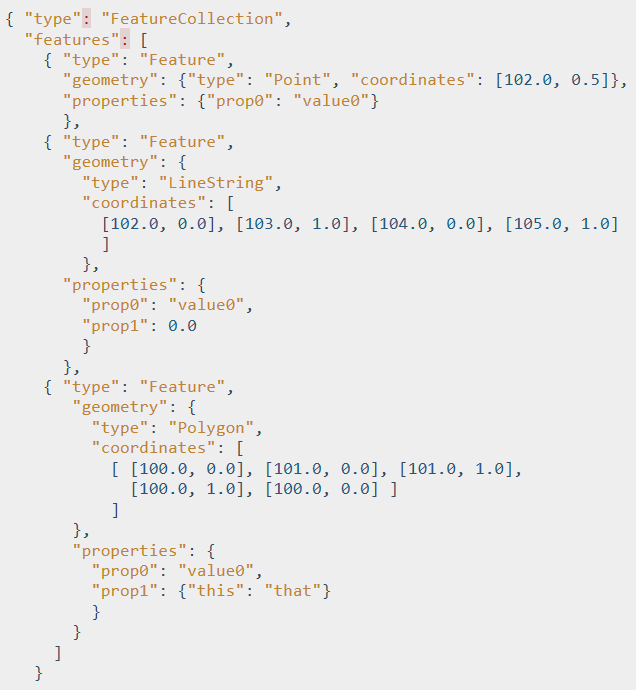 { "type": "FeatureCollection",
  "features": [
    { "type": "Feature",
      "geometry": {"type": "Point", "coordinates": [102.0, 0.5]},
      "properties": {"prop0": "value0"}
      },
    { "type": "Feature",
      "geometry": {
        "type": "LineString",
        "coordinates": [
          [102.0, 0.0], [103.0, 1.0], [104.0, 0.0], [105.0, 1.0]
          ]
        },
      "properties": {
        "prop0": "value0",
        "prop1": 0.0
        }
      },
    { "type": "Feature",
       "geometry": {
         "type": "Polygon",
         "coordinates": [
           [ [100.0, 0.0], [101.0, 0.0], [101.0, 1.0],
             [100.0, 1.0], [100.0, 0.0] ]
           ]
       },
       "properties": {
         "prop0": "value0",
         "prop1": {"this": "that"}
         }
       }
     ]
   }